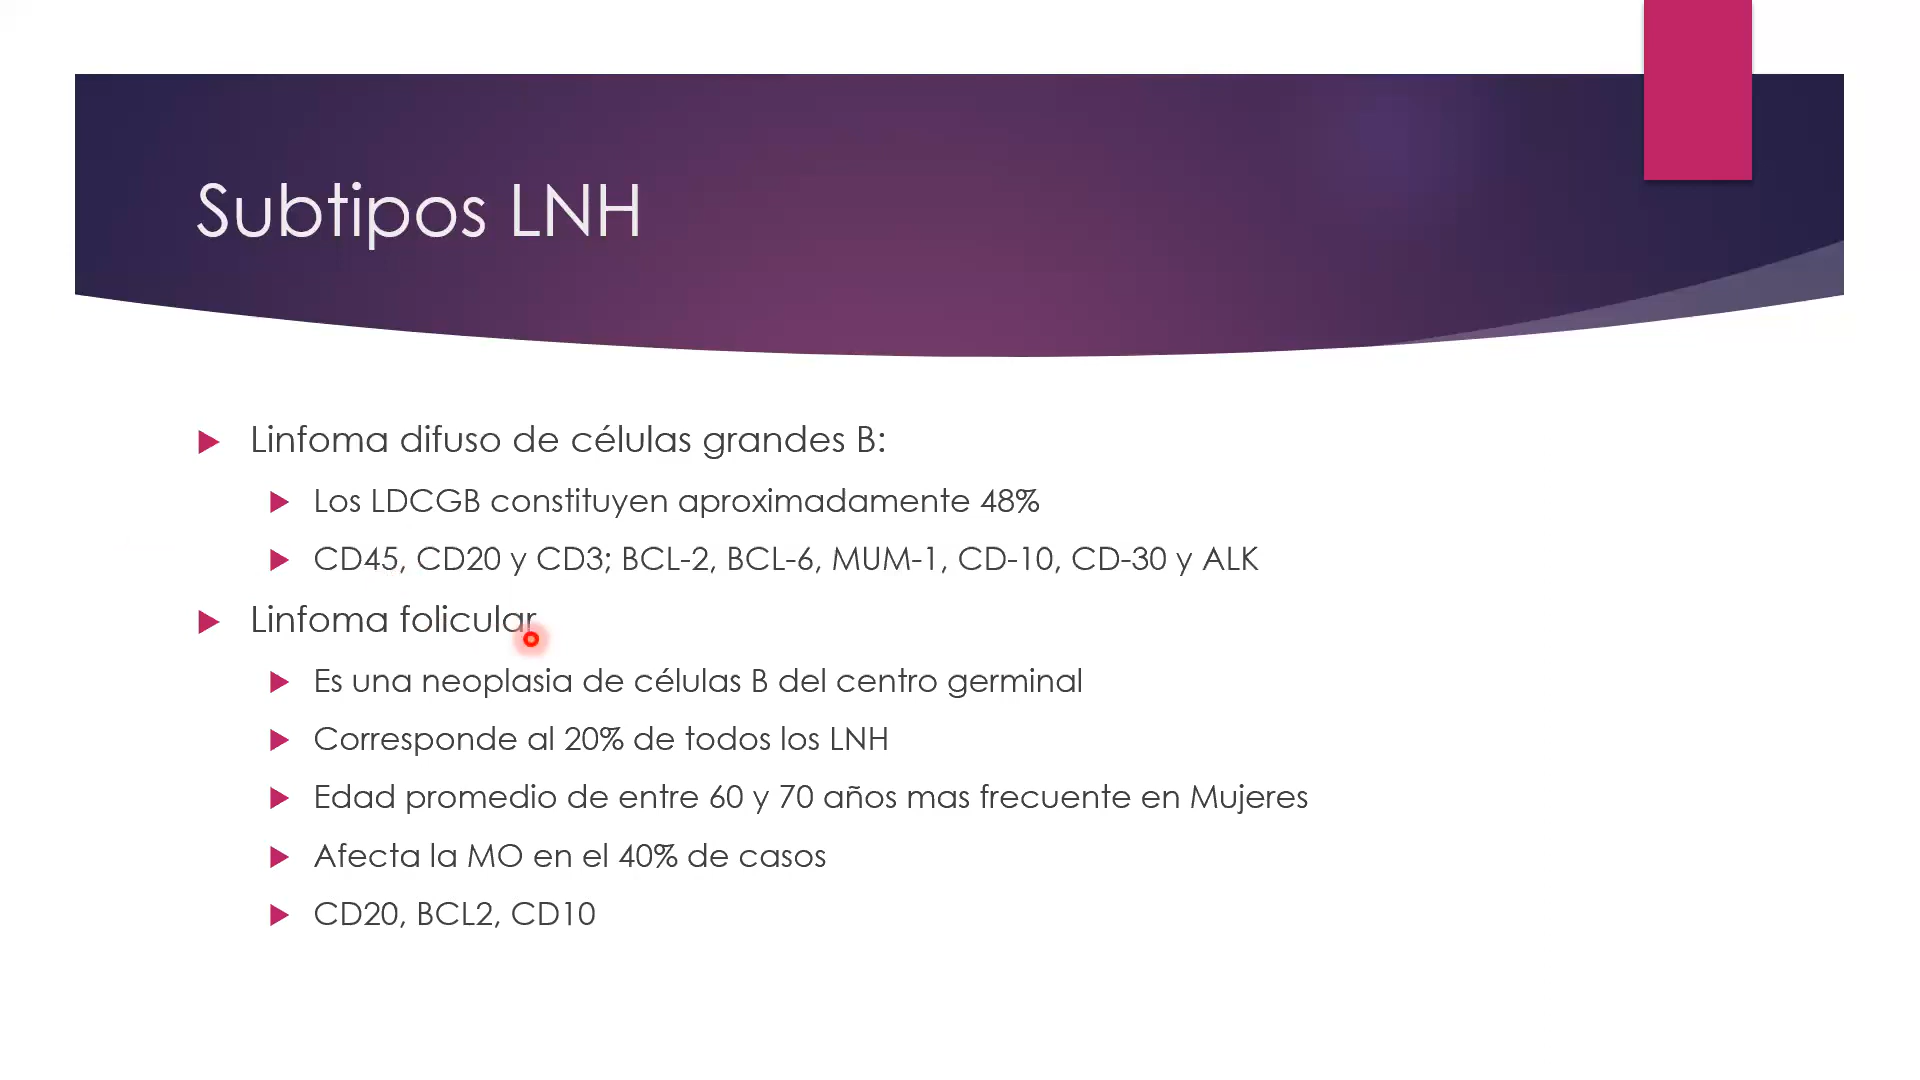 Subtipos LNH
Linfoma difuso de células grandes B:
Los LDCGB constituyen aproximadamente 48%
CD45, CD20 y CD3; BCL-2, BCL-6, MUM-1, CD-10, CD-30 y ALK
Linfoma folicular
Es una neoplasia de células B del centro germinal
Corresponde al 20% de todos los LNH
Edad promedio de entre 60 y 70 años mas frecuente en Mujeres
Afecta la MO en el 40% de casos
CD20, BCL2, CD10